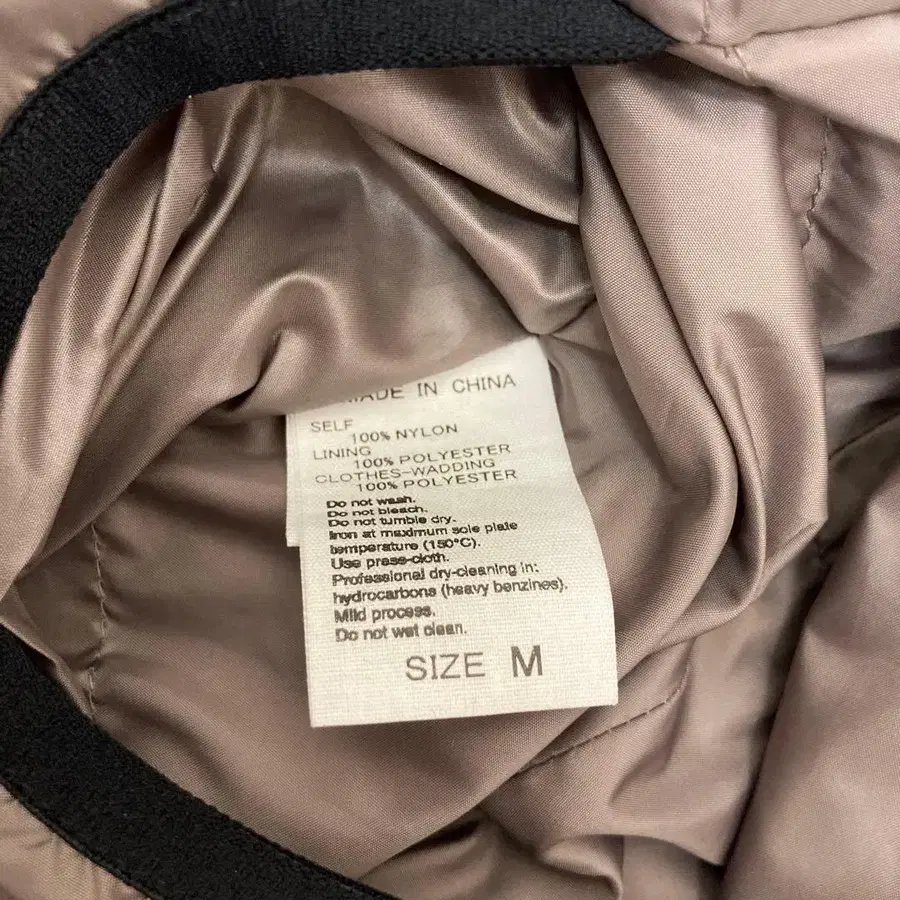 MADE IN CHINA
SELF
100% NYLON
LINING
100% POLYESTER
CLOTHES-WADDING
100% POLYESTER
Do not wash.
Do not bleach.
Do not tumble dry.
Iron at maximum sole plate
temperature (150°C).
Use press-cloth.
Professional dry-cleaning in:
hydrocarbons (heavy benzines).
Mild process.
Do not wet clean.
SIZE M